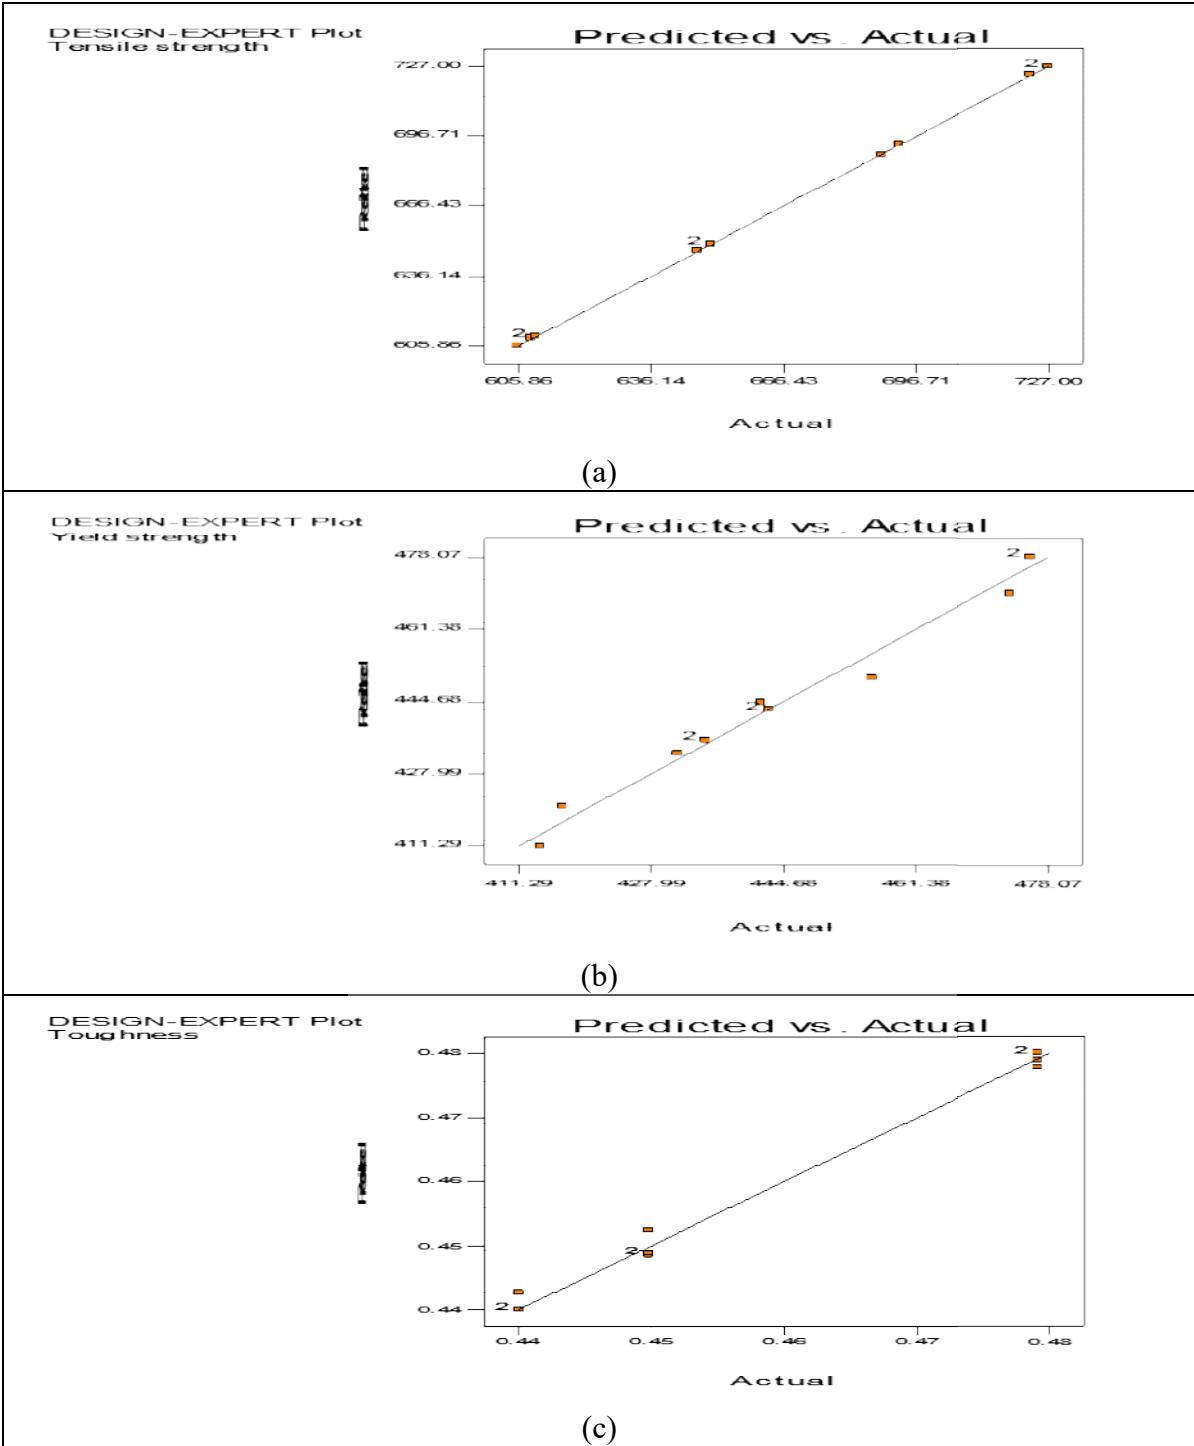 DESIGN-EXPERT Plot
Tensile strength
Predicted vs. Actual
727.00
696.71
666.43
636.14
605.86
2
2
2
605.86 636.14 666.43 696.71 727.00
Actual
(a)
DESIGN-EXPERT Plot
Yield strength
Predicted vs. Actual
478.07
461.38
444.68
427.99
411.29
2
2
2
411.29 427.99 444.68 461.38 478.07
Actual
(b)
DESIGN-EXPERT Plot
Toughness
Predicted vs. Actual
0.48
0.47
0.46
0.45
0.44
2
2
2
0.44 0.45 0.46 0.47 0.48
Actual
(c)